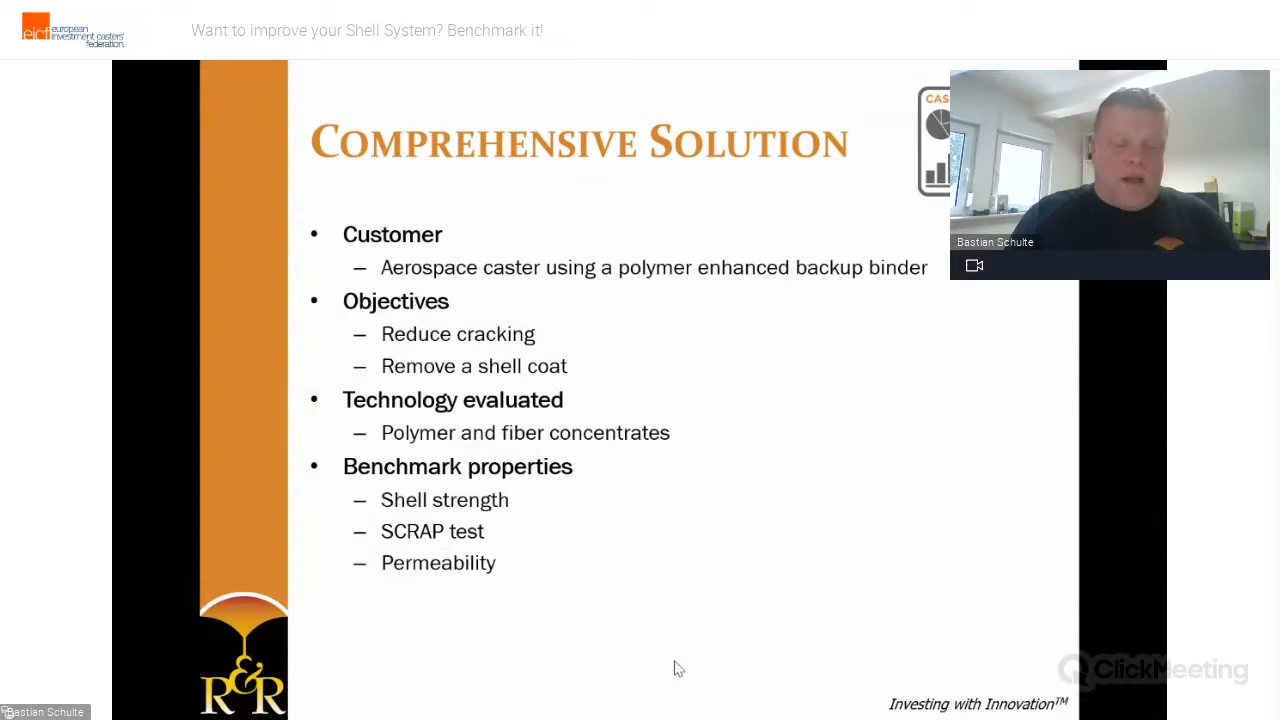 eicf
european
investment casters'
federation.
Want to improve your Shell System? Benchmark it!
COMPREHENSIVE SOLUTION
CAS
• Customer
– Aerospace caster using a polymer enhanced backup binder
• Objectives
– Reduce cracking
– Remove a shell coat
• Technology evaluated
– Polymer and fiber concentrates
• Benchmark properties
– Shell strength
– SCRAP test
– Permeability
Bastian Schulte
R&R
Investing with Innovation™
ClickMeeting
Bastian Schulte